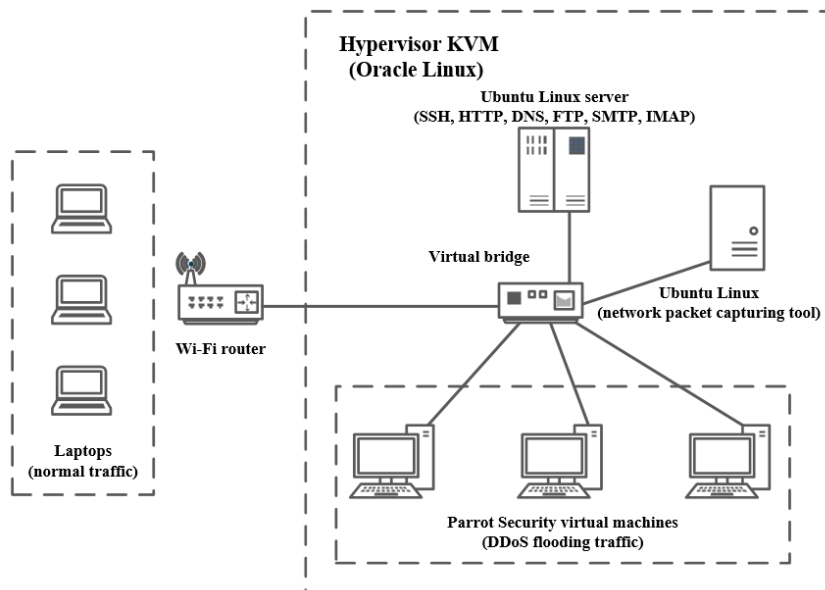 Hypervisor KVM
(Oracle Linux)
Ubuntu Linux server
(SSH, HTTP, DNS, FTP, SMTP, IMAP)
Virtual bridge
Ubuntu Linux
(network packet capturing tool)
Wi-Fi router
Laptops
(normal traffic)
Parrot Security virtual machines
(DDoS flooding traffic)